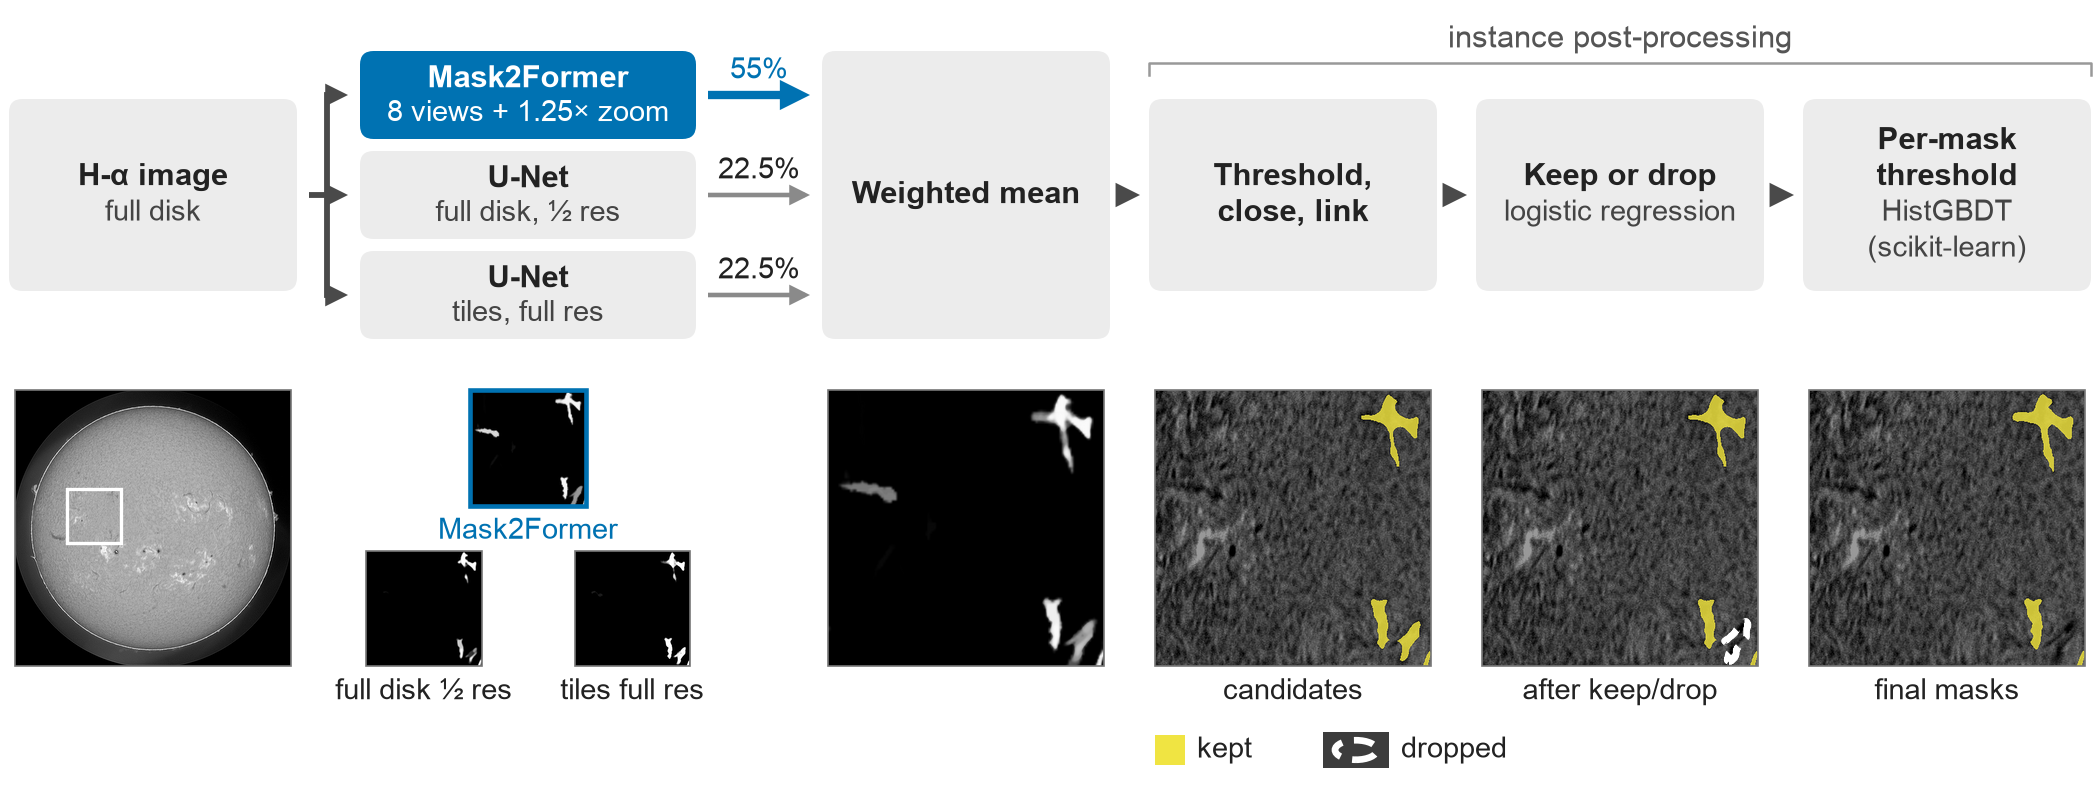 instance post-processing
H-α image
full disk
Mask2Former
8 views + 1.25× zoom
55%
U-Net
full disk, ½ res
22.5%
U-Net
tiles, full res
22.5%
Weighted mean
Threshold,
close, link
Keep or drop
logistic regression
Per-mask
threshold
HistGBDT
(scikit-learn)
Mask2Former
full disk ½ res
tiles full res
candidates
after keep/drop
final masks
kept
dropped